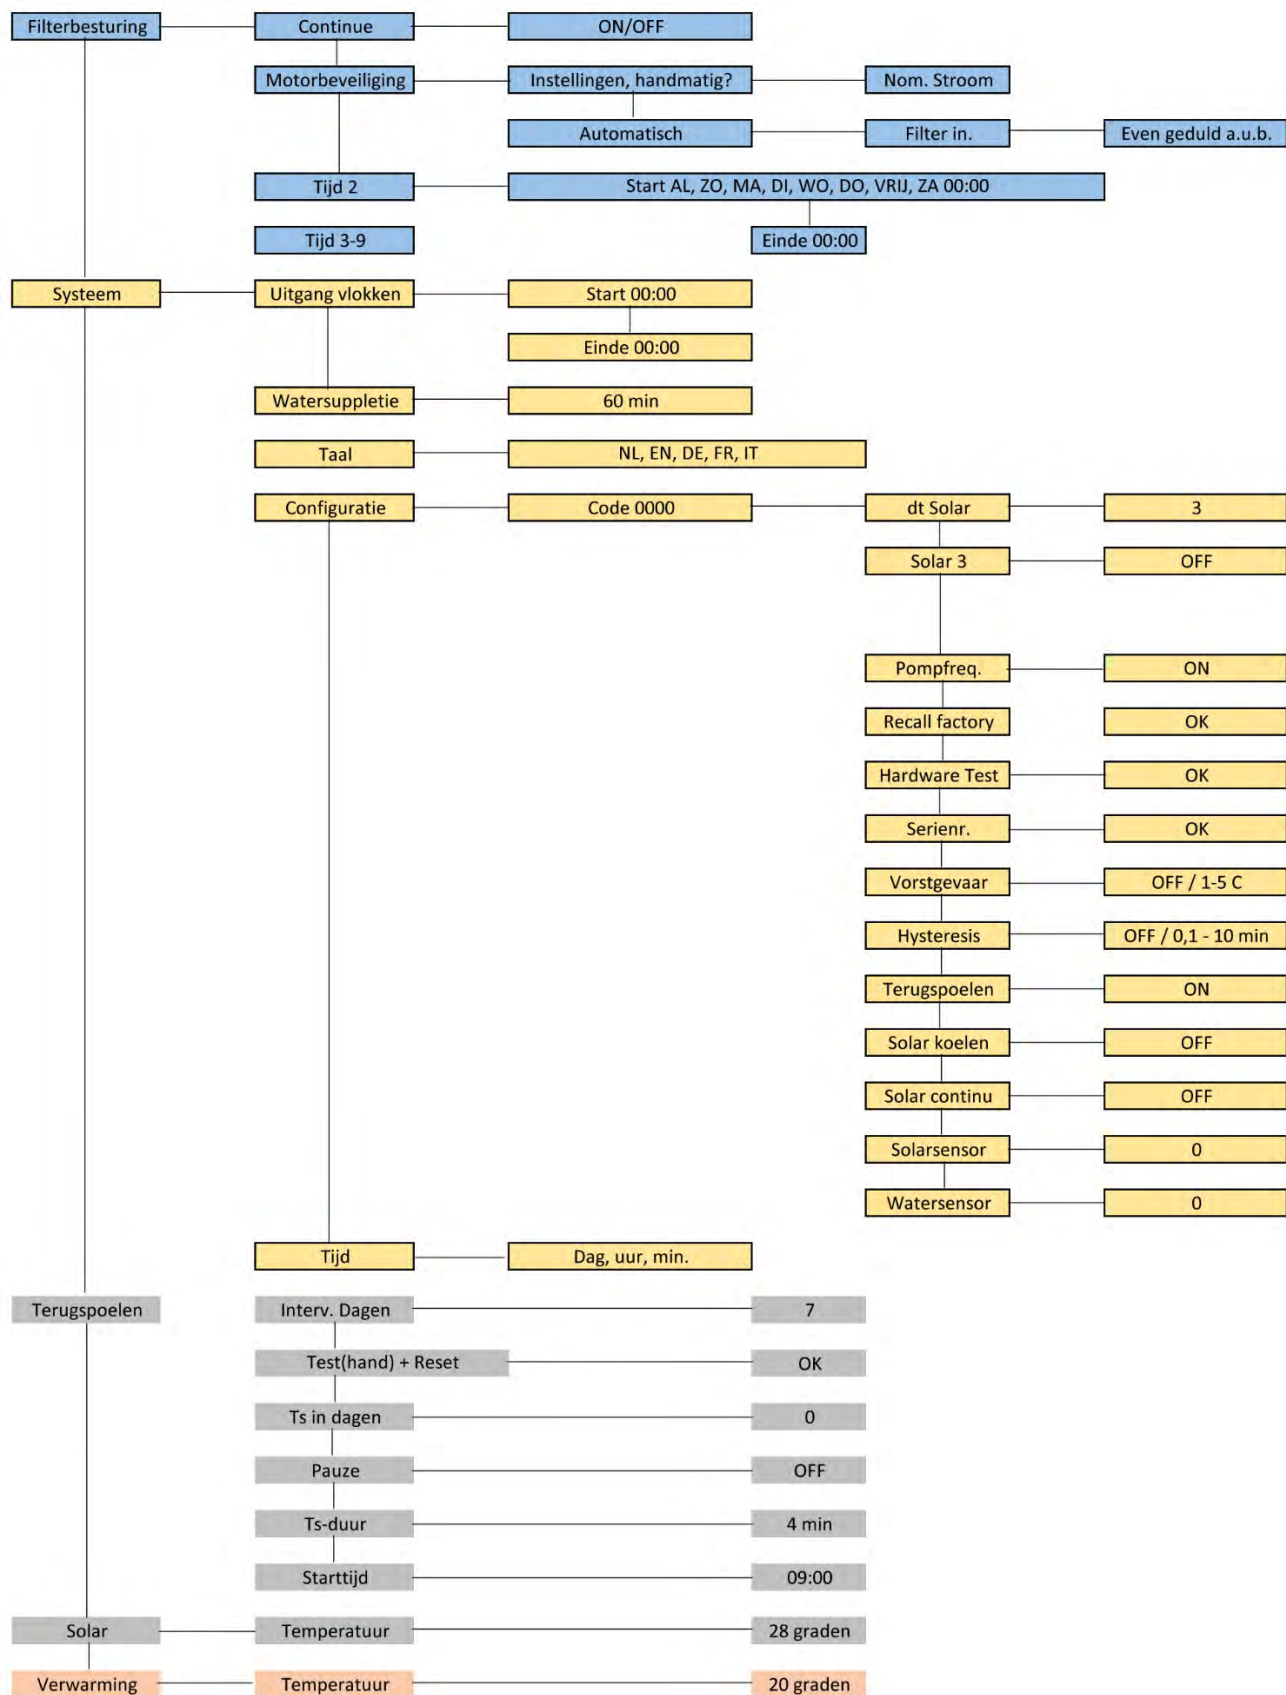 Filterbesturing Continue ON/OFF
Motorbeveiliging Instellingen, handmatig? Nom. Stroom
Automatisch Filter in. Even geduld a.u.b.
Tijd 2 Start AL, ZO, MA, DI, WO, DO, VRIJ, ZA 00:00
Tijd 3-9 Einde 00:00
Systeem Uitgang vlokken Start 00:00
Einde 00:00
Watersuppletie 60 min
Taal NL, EN, DE, FR, IT
Configuratie Code 0000 dt Solar 3
Solar 3 OFF
Pompfreq. ON
Recall factory OK
Hardware Test OK
Serienr. OK
Vorstgevaar OFF / 1-5 C
Hysteresis OFF / 0,1 - 10 min
Terugspoelen ON
Solar koelen OFF
Solar continu OFF
Solarsensor 0
Watersensor 0
Tijd Dag, uur, min.
Terugspoelen Interv. Dagen 7
Test(hand) + Reset OK
Ts in dagen 0
Pauze OFF
Ts-duur 4 min
Starttijd 09:00
Solar Temperatuur 28 graden
Verwarming Temperatuur 20 graden